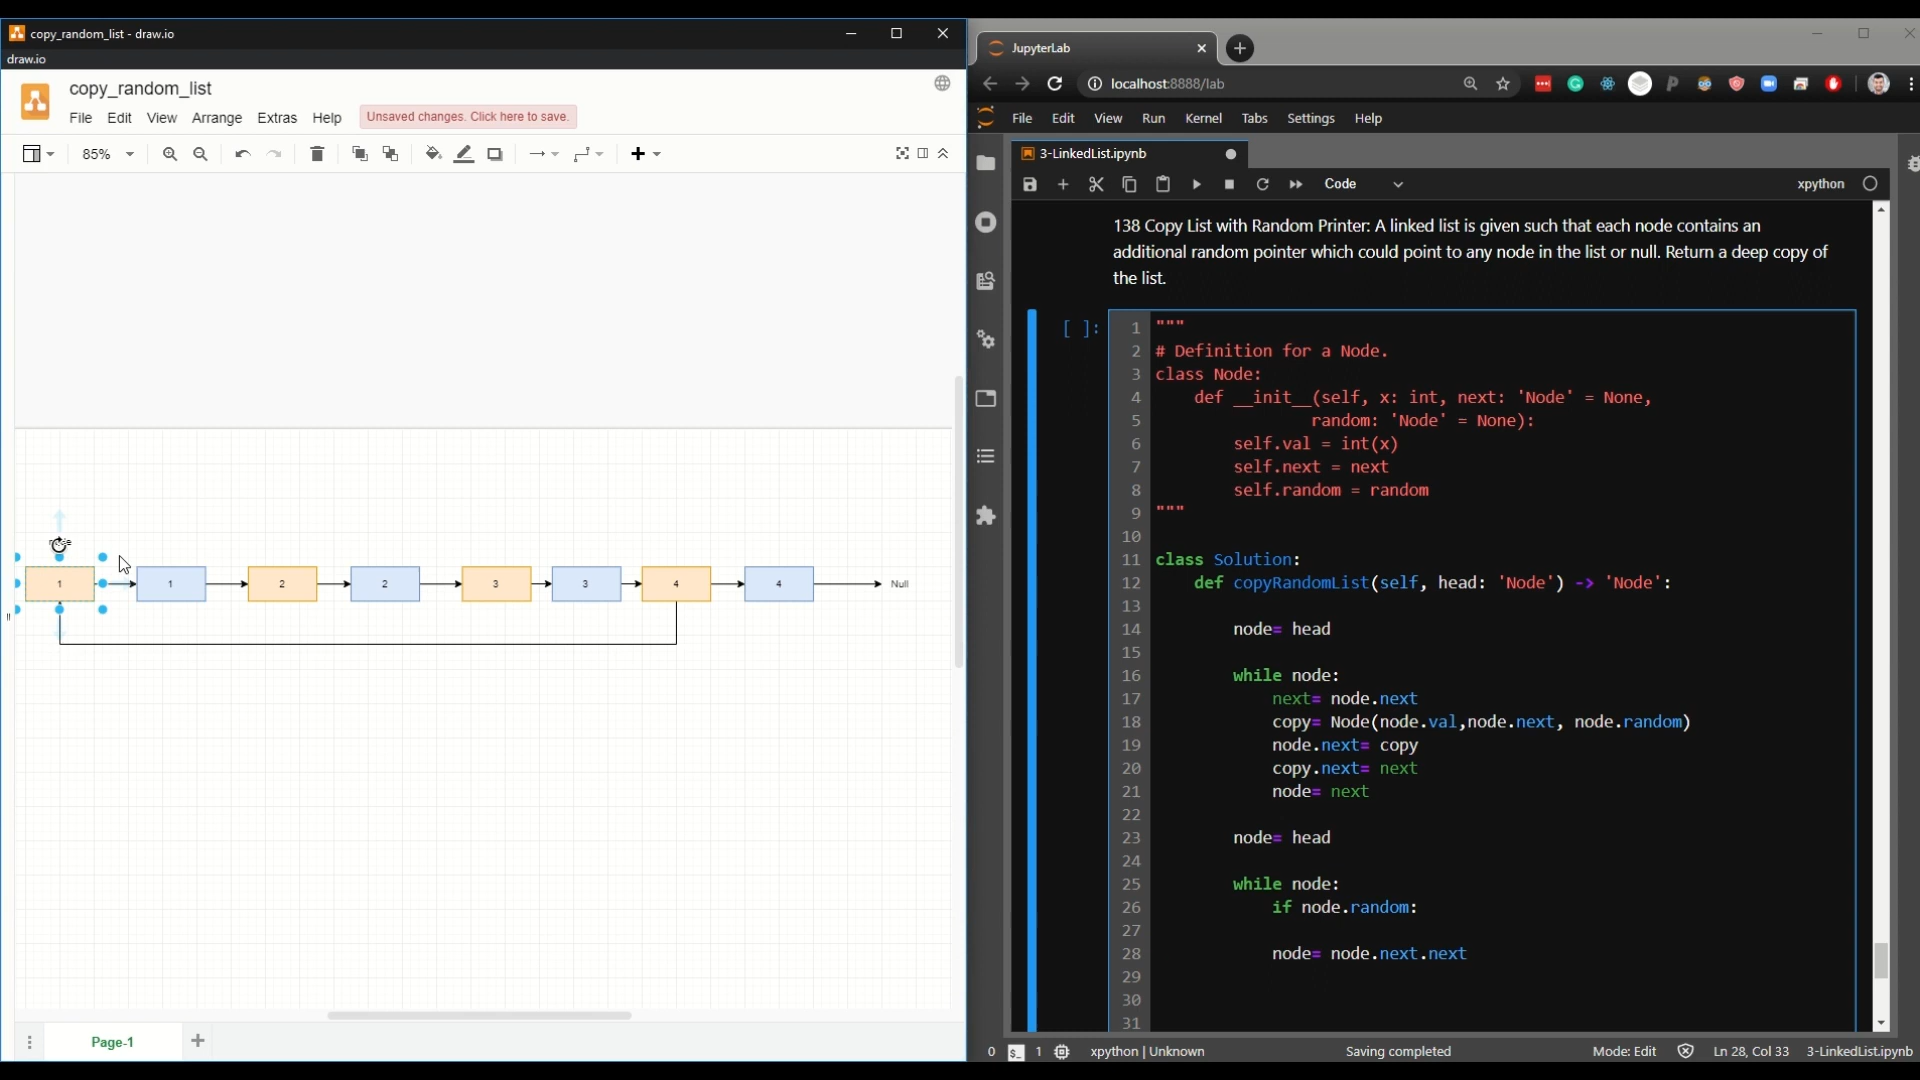 copy_random_list - draw.io
draw.io
copy_random_list
File Edit View Arrange Extras Help Unsaved changes. Click here to save.
85%
1 1 2 2 3 3 4 4 Null
Page-1
JupyterLab
localhost:8888/lab
File Edit View Run Kernel Tabs Settings Help
3-LinkedList.ipynb
Code xpython
138 Copy List with Random Printer: A linked list is given such that each node contains an
additional random pointer which could point to any node in the list or null. Return a deep copy of
the list.
[ ]:
1 """
2 # Definition for a Node.
3 class Node:
4 def __init__(self, x: int, next: 'Node' = None,
5 random: 'Node' = None):
6 self.val = int(x)
7 self.next = next
8 self.random = random
9 """
10
11 class Solution:
12 def copyRandomList(self, head: 'Node') -> 'Node':
13
14 node= head
15
16 while node:
17 next= node.next
18 copy= Node(node.val,node.next, node.random)
19 node.next= copy
20 copy.next= next
21 node= next
22
23 node= head
24
25 while node:
26 if node.random:
27
28 node= node.next.next
29
30
31
0 1 xpython | Unknown Saving completed Mode: Edit Ln 28, Col 33 3-LinkedList.ipynb